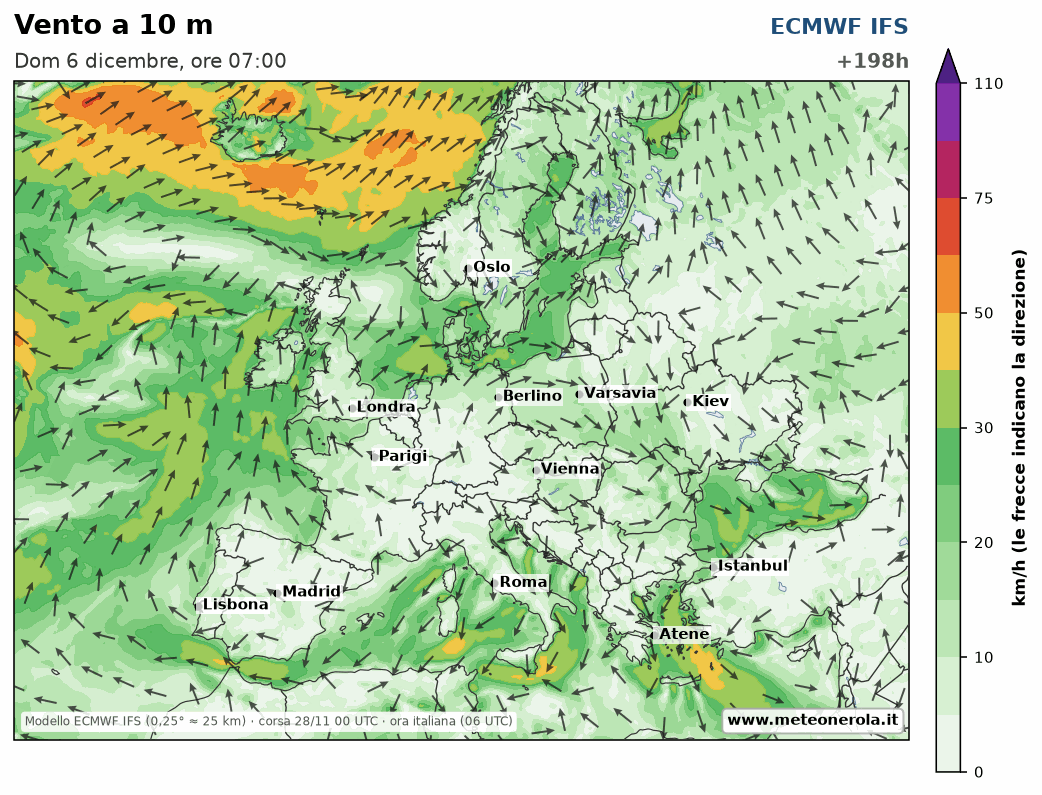 Vento a 10 m
ECMWF IFS
Dom 6 dicembre, ore 07:00
+198h
110
75
50
30
20
10
0
km/h (le frecce indicano la direzione)
Oslo
Berlino
Varsavia
Kiev
Londra
Parigi
Vienna
Istanbul
Roma
Madrid
Lisbona
Atene
Modello ECMWF IFS (0,25° ≈ 25 km) · corsa 28/11 00 UTC · ora italiana (06 UTC)
www.meteonerola.it